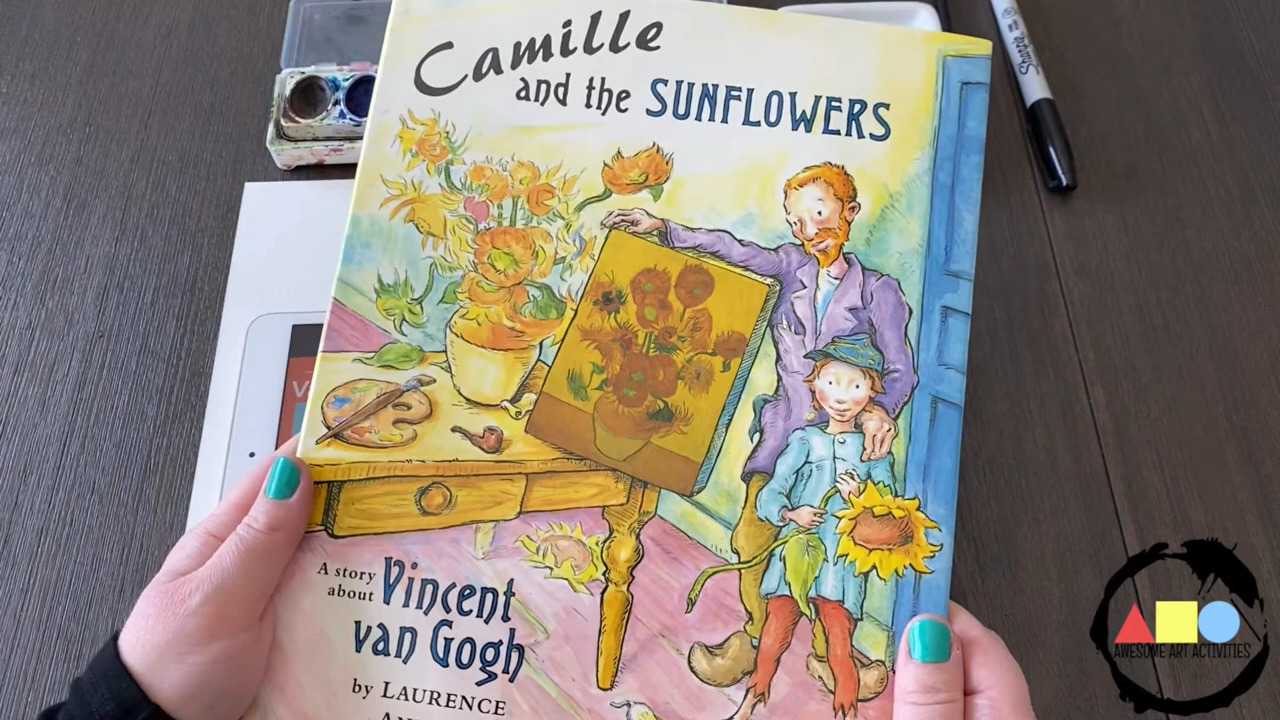 Camille
and the SUNFLOWERS
Sharpie
A story
about
Vincent
van Gogh
by LAURENCE
AWESOME ART ACTIVITIES